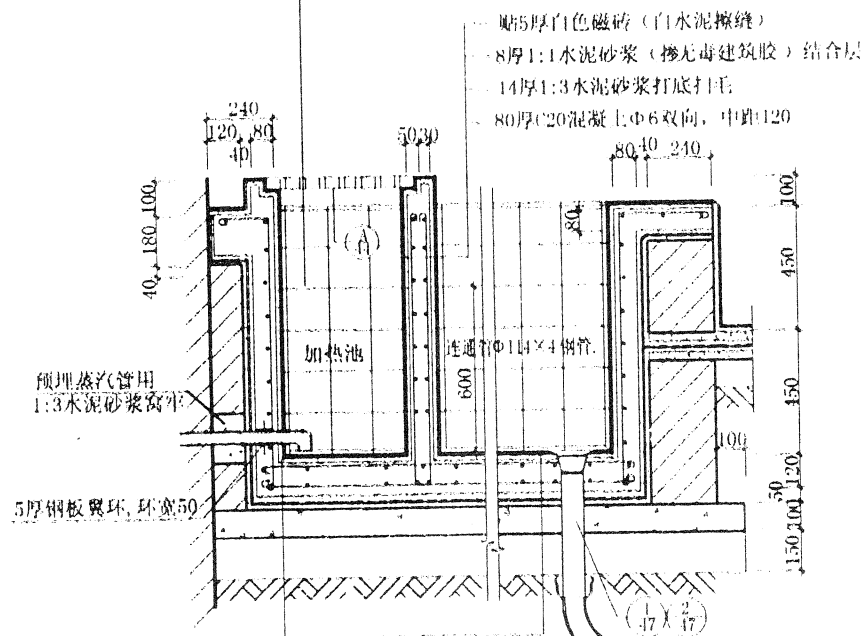 贴5厚白色磁砖（白水泥擦缝）
8厚1:1水泥砂浆（掺无毒建筑胶）结合层
14厚1:3水泥砂浆打底扫毛
80厚C20混凝土Φ6双向，中距120
240
120 80
40
50 30
80 40 240
100
180
40
80
100
450
A
加热池
连通管Φ114×4钢管
600
预埋蒸汽管用
1:3水泥砂浆窝牢
450
100
120
50
100
150
5厚钢板翼环,环宽50
1
47
2
47